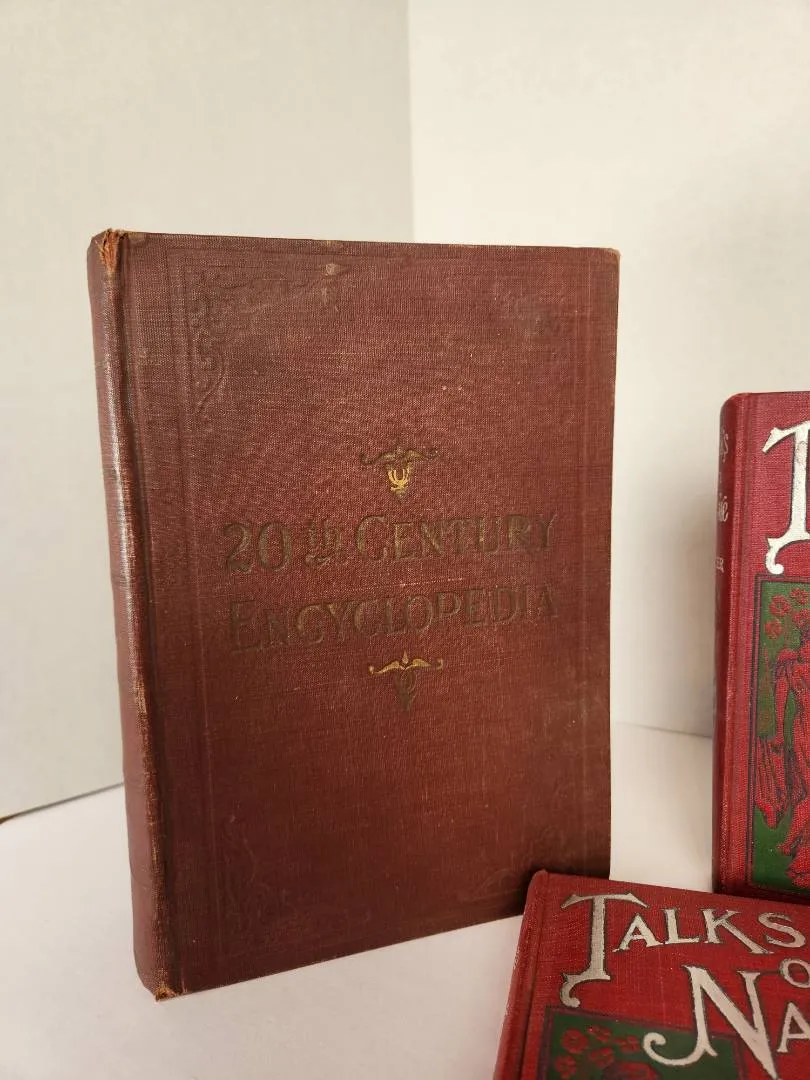 20th Century
Encyclopedia
Talks
o
Na